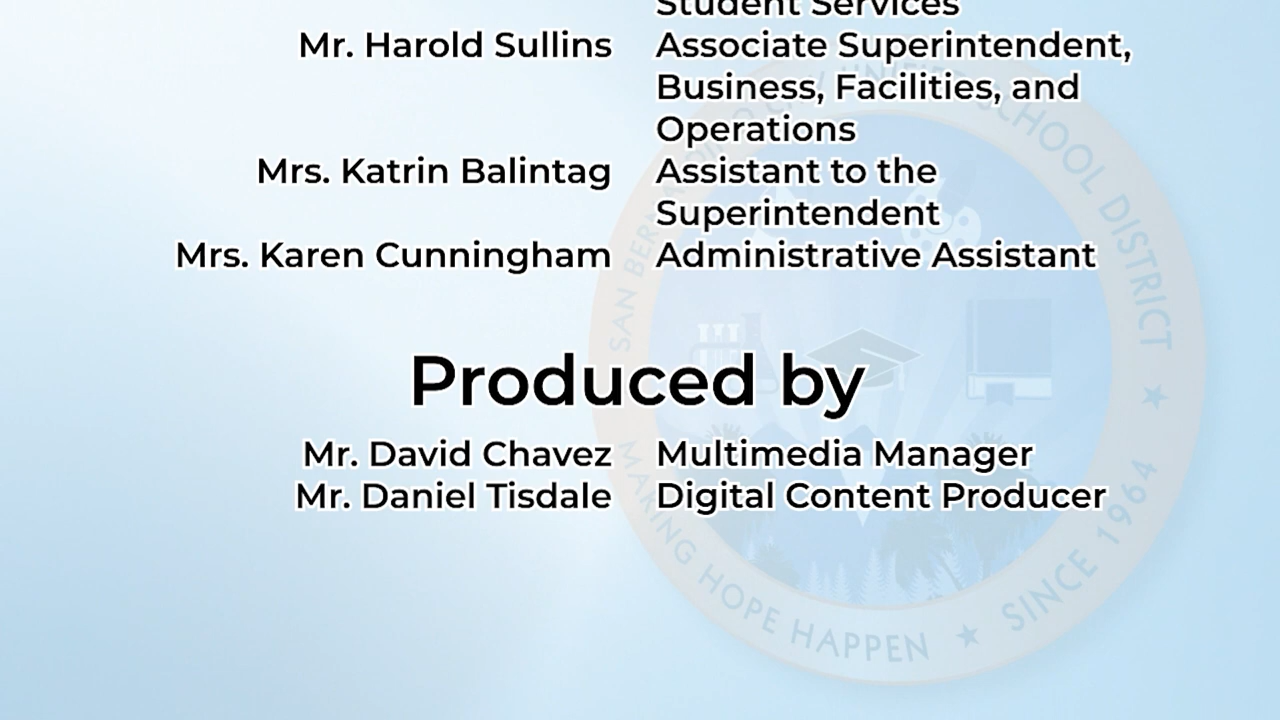 Student Services
Mr. Harold Sullins Associate Superintendent,
Business, Facilities, and
Operations
Mrs. Katrin Balintag Assistant to the
Superintendent
Mrs. Karen Cunningham Administrative Assistant
Produced by
Mr. David Chavez Multimedia Manager
Mr. Daniel Tisdale Digital Content Producer
SCHOOL DISTRICT
MAKING HOPE HAPPEN
SINCE 1964